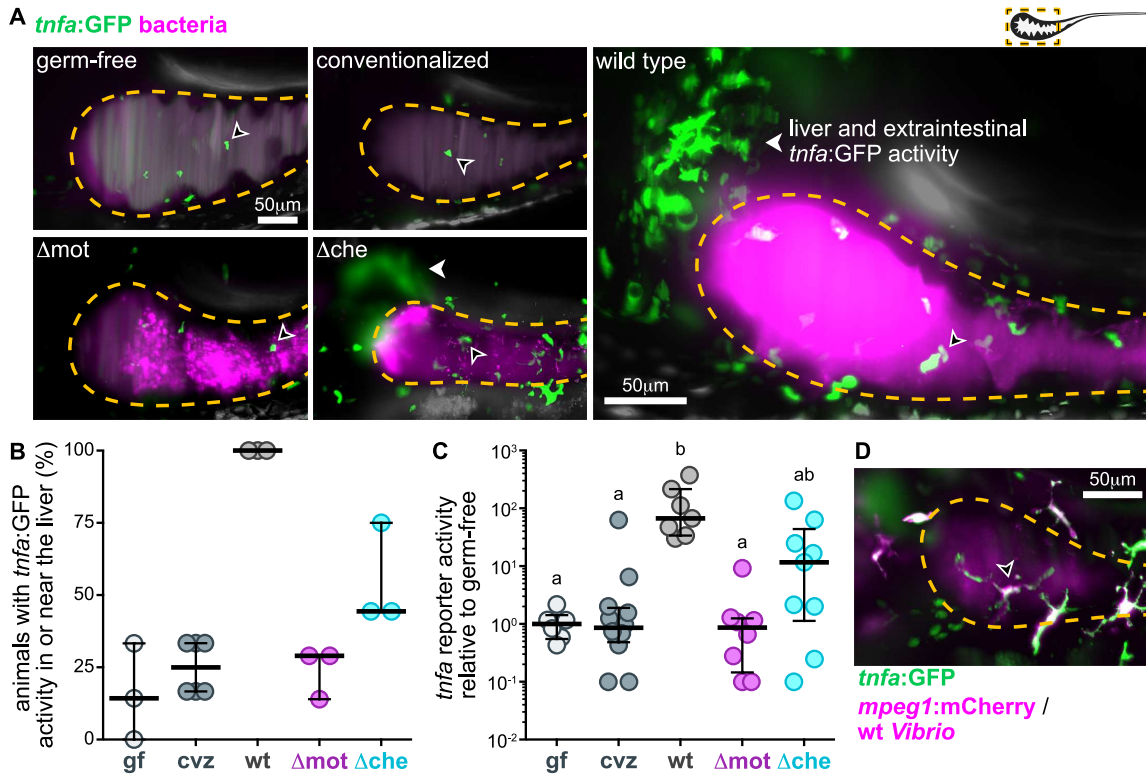 A
tnfa:GFP bacteria
germ-free
50µm
conventionalized
wild type
liver and extraintestinal
tnfa:GFP activity
50µm
Δmot
Δche
B
animals with tnfa:GFP
activity in or near the liver (%)
100
75
50
25
0
gf cvz wt Δmot Δche
C
tnfa reporter activity
relative to germ-free
10³
10²
10¹
10⁰
10⁻¹
10⁻²
a a b a ab
gf cvz wt Δmot Δche
D
50µm
tnfa:GFP
mpeg1:mCherry /
wt Vibrio